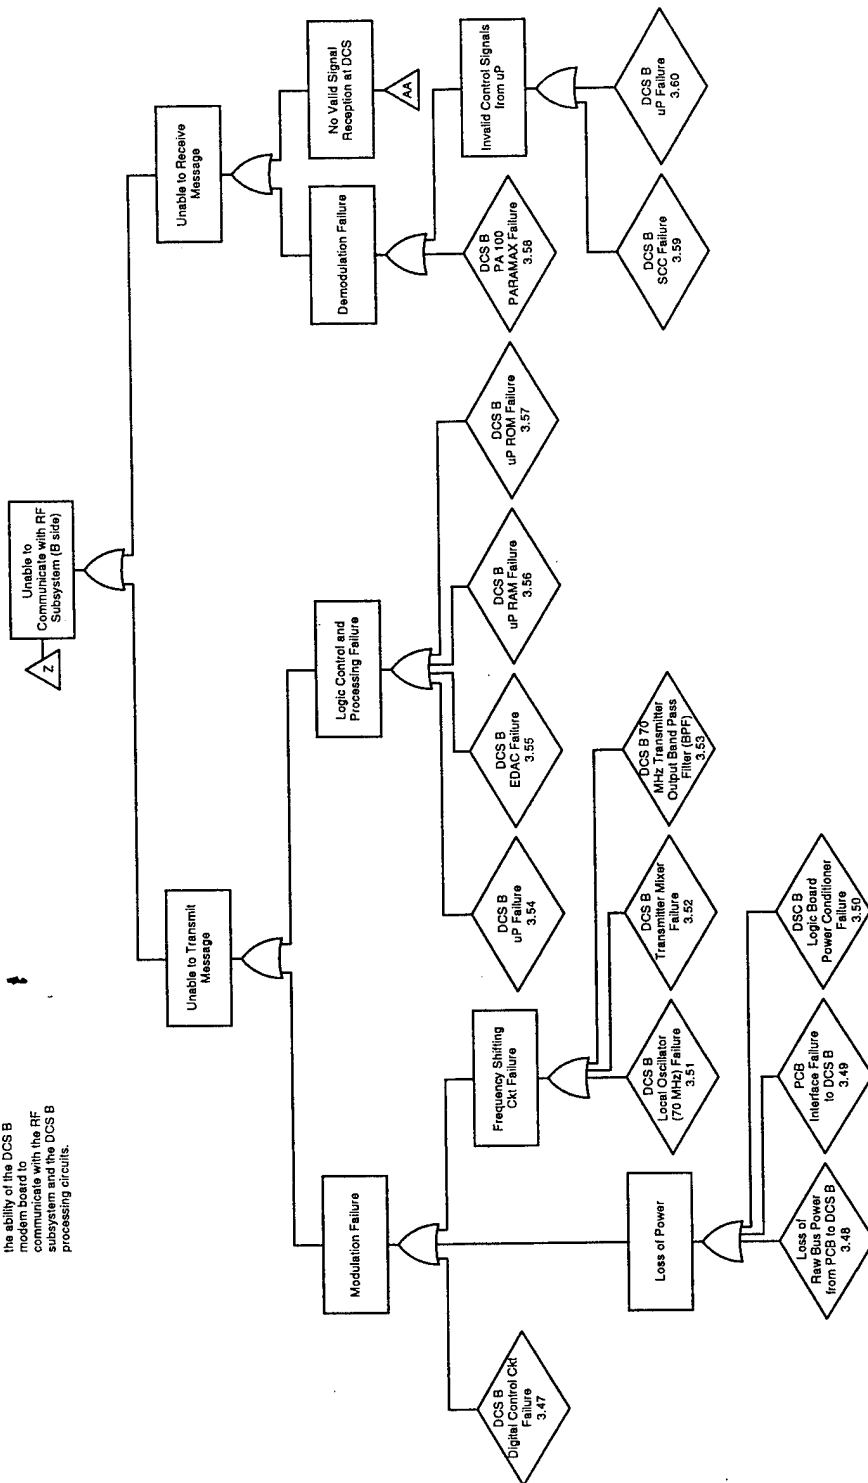 the ability of the DCS B
modem board to
communicate with the RF
subsystem and the DCS B
processing circuits.
Unable to
Communicate with RF
Subsystem (B side)
Z
Unable to Transmit
Message
Unable to Receive
Message
Modulation Failure
Logic Control and
Processing Failure
Demodulation Failure
No Valid Signal
Reception at DCS
AA
DCS B
Digital Control Ckt
Failure
3.47
Frequency Shifting
Ckt Failure
DCS B
uP Failure
3.54
DCS B
EDAC Failure
3.55
DCS B
uP RAM Failure
3.56
DCS B
uP ROM Failure
3.57
DCS B
PA 100
PARAMAX Failure
3.58
Invalid Control Signals
from uP
Loss of Power
DCS B
Local Oscillator
(70 MHz) Failure
3.51
DCS B
Transmitter Mixer
Failure
3.52
DCS B 70
MHz Transmitter
Output Band Pass
Filter (BPF)
3.53
DCS B
SCC Failure
3.59
DCS B
uP Failure
3.60
Loss of
Raw Bus Power
from PCB to DCS B
3.48
PCB
Interface Failure
to DCS B
3.49
DSC B
Logic Board
Power Conditioner
Failure
3.50